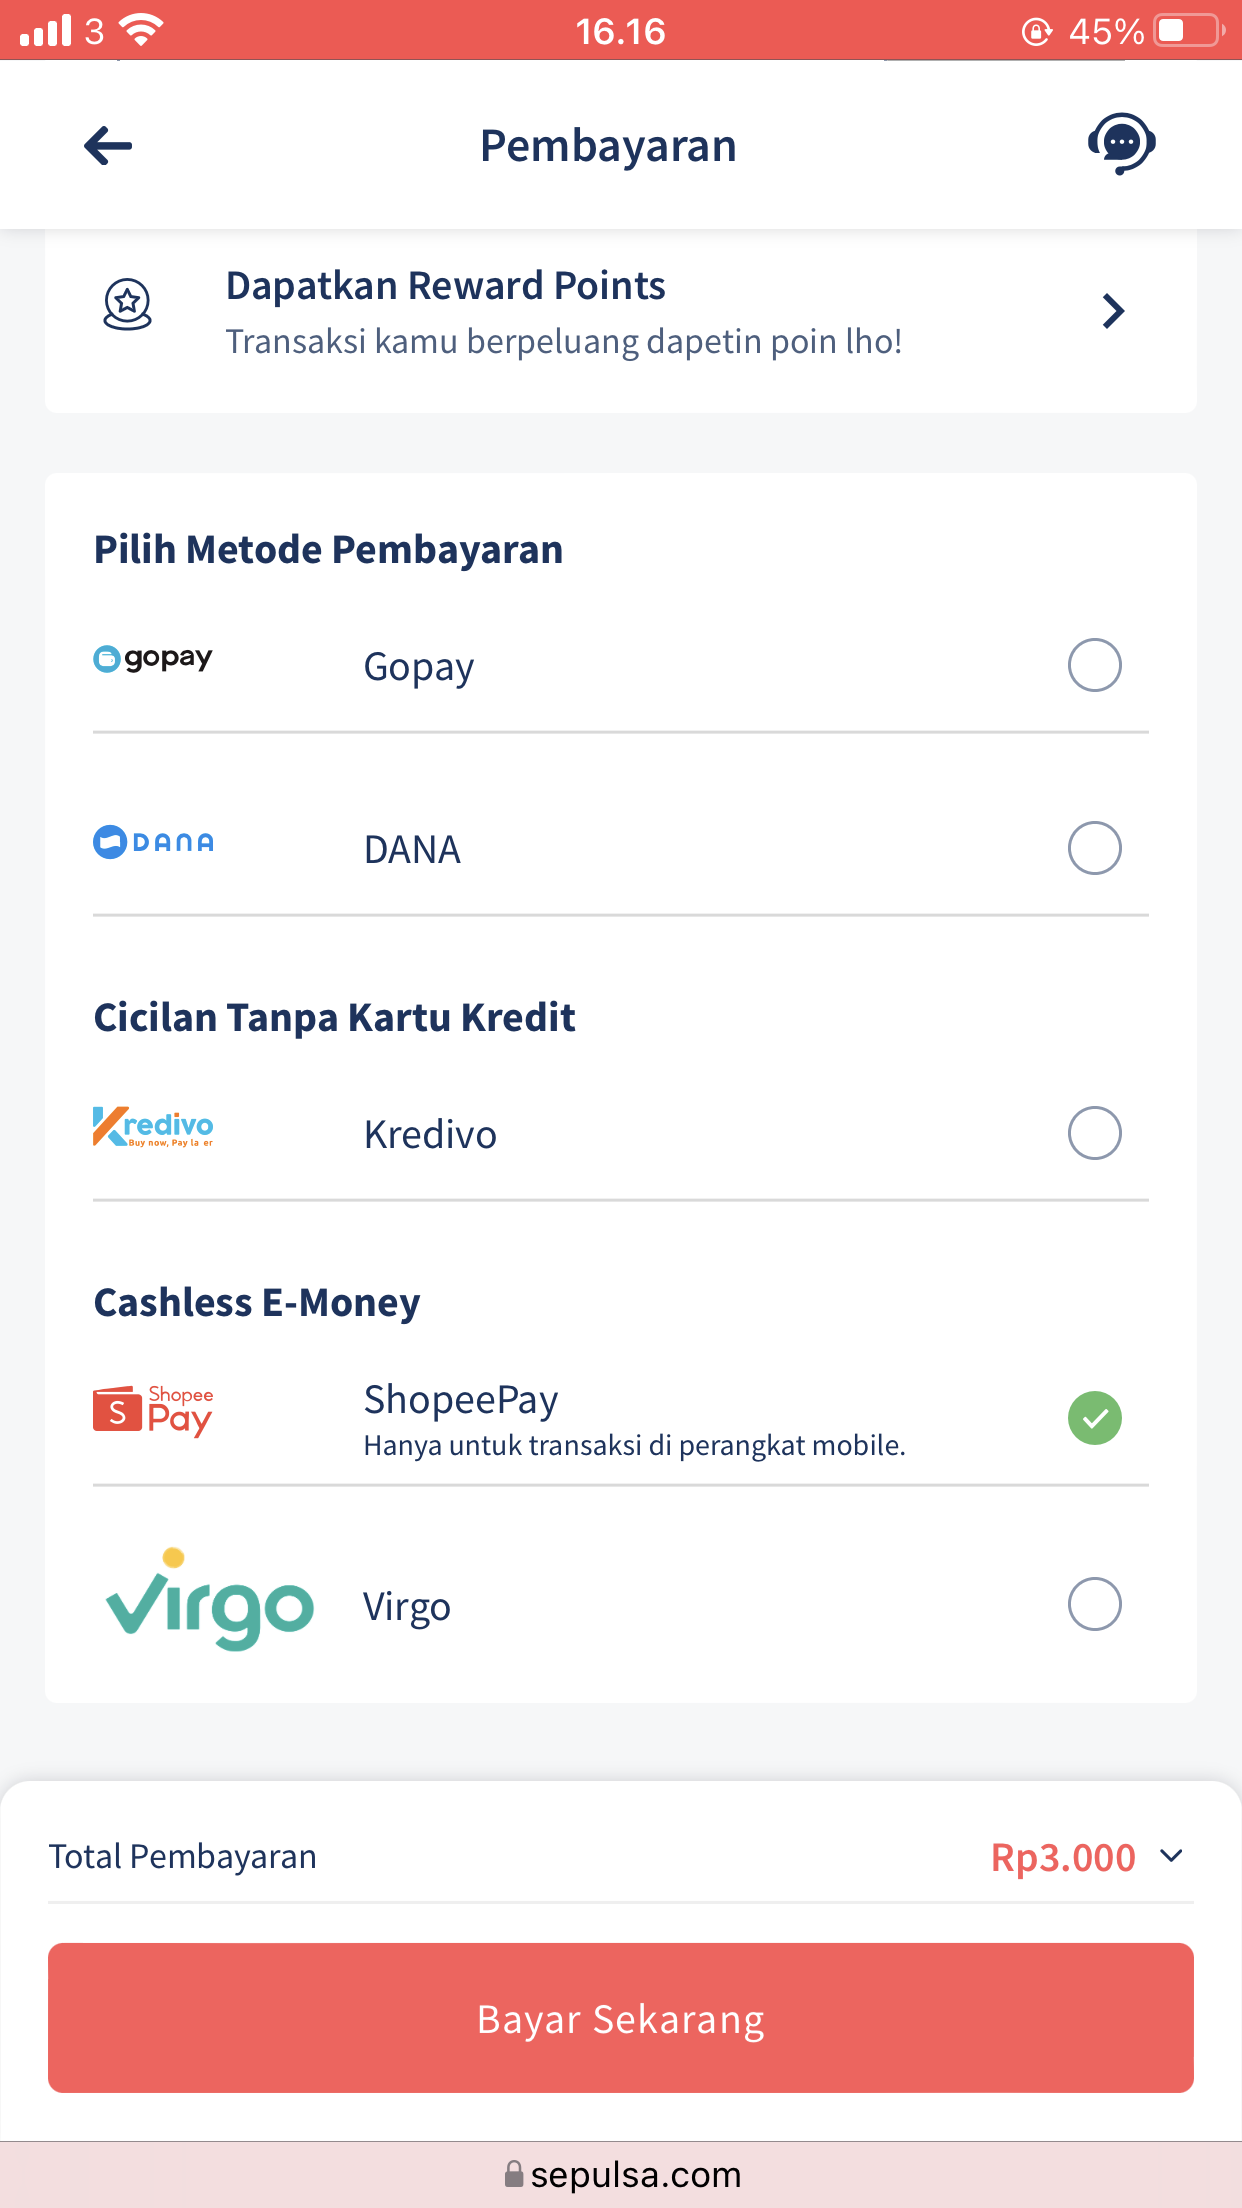 3
16.16
45%
Pembayaran
Dapatkan Reward Points
Transaksi kamu berpeluang dapetin poin lho!
Pilih Metode Pembayaran
gopay
Gopay
DANA
DANA
Cicilan Tanpa Kartu Kredit
Kredivo
Buy now, Pay la er
Kredivo
Cashless E-Money
S
Shopee
Pay
ShopeePay
Hanya untuk transaksi di perangkat mobile.
virgo
Virgo
Total Pembayaran
Rp3.000
Bayar Sekarang
sepulsa.com